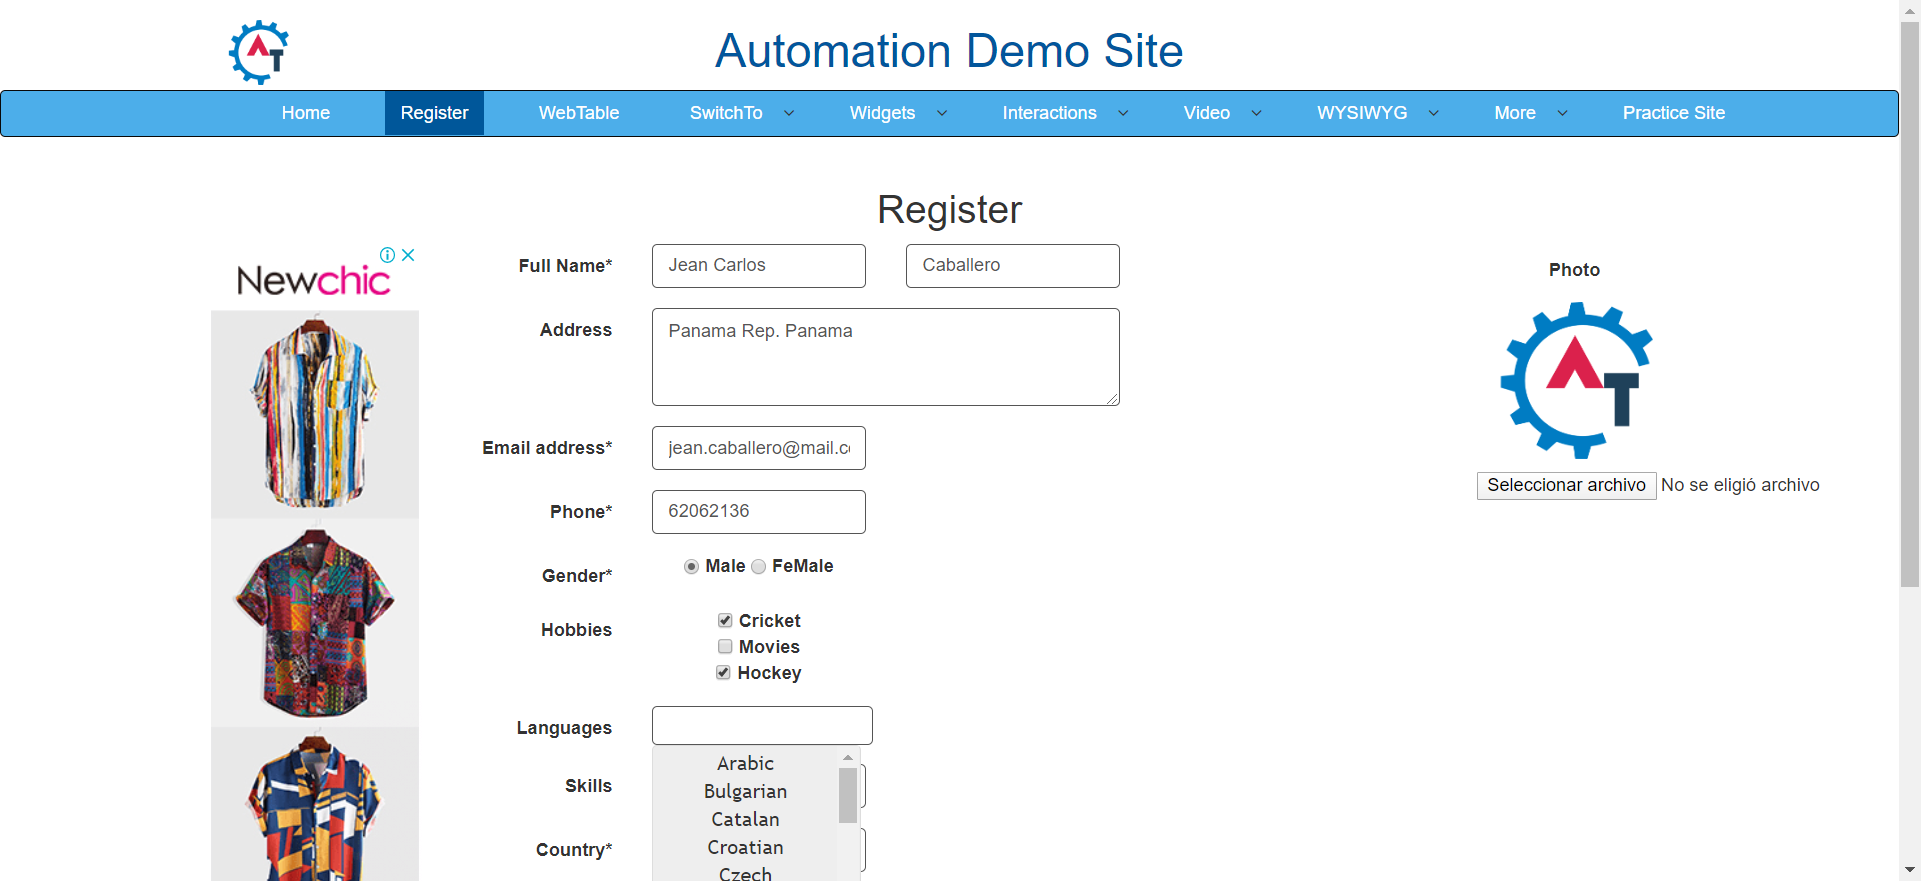 AT
Automation Demo Site
Home Register WebTable SwitchTo Widgets Interactions Video WYSIWYG More Practice Site
Register
Newchic
Full Name* Jean Carlos Caballero
Photo
Address Panama Rep. Panama
AT
Email address* jean.caballero@mail.c
Seleccionar archivo No se eligió archivo
Phone* 62062136
Gender* Male FeMale
Hobbies Cricket
Movies
Hockey
Languages
Arabic
Skills
Bulgarian
Catalan
Country* Croatian
Czech